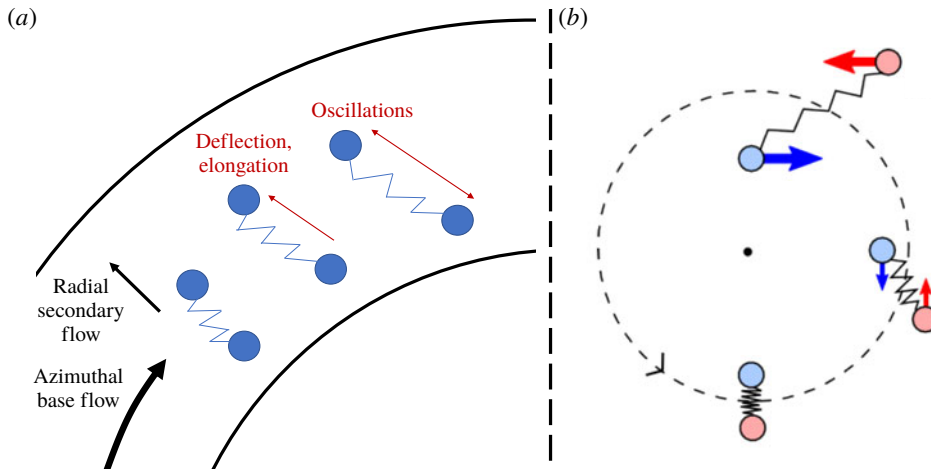 (a)
Oscillations
Deflection,
elongation
Radial
secondary
flow
Azimuthal
base flow
(b)